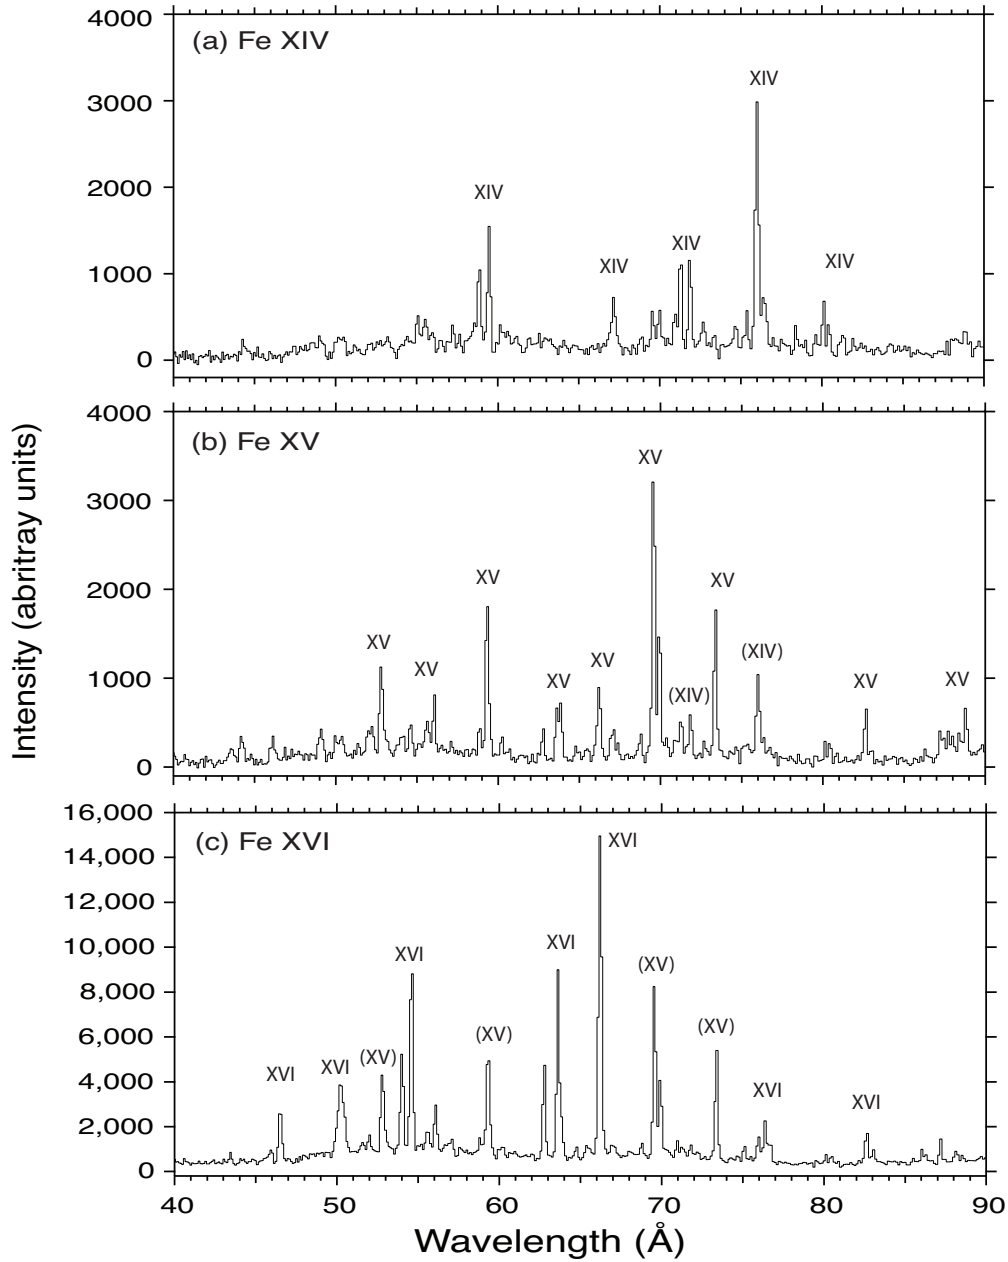 (a) Fe XIV
4000
3000
2000
1000
0
XIV
XIV
XIV
XIV
XIV
(b) Fe XV
4000
3000
2000
1000
0
XV
XV
XV
XV
XV
XV
(XIV)
XV
(XIV)
XV
XV
Intensity (abritray units)
(c) Fe XVI
16,000
14,000
12,000
10,000
8,000
6,000
4,000
2,000
0
XVI
XVI
(XV)
XVI
(XV)
XVI
XVI
(XV)
(XV)
XVI
XVI
40 50 60 70 80 90
Wavelength (Å)